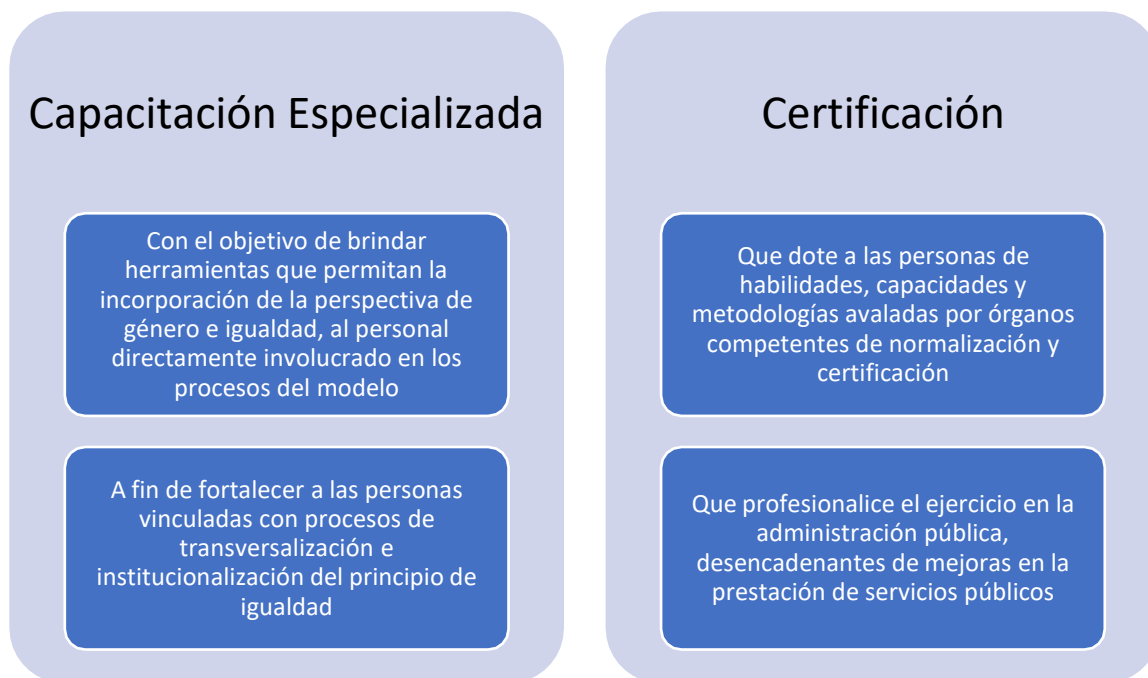 Capacitación Especializada
Con el objetivo de brindar
herramientas que permitan la
incorporación de la perspectiva de
género e igualdad, al personal
directamente involucrado en los
procesos del modelo
A fin de fortalecer a las personas
vinculadas con procesos de
transversalización e
institucionalización del principio de
igualdad
Certificación
Que dote a las personas de
habilidades, capacidades y
metodologías avaladas por órganos
competentes de normalización y
certificación
Que profesionalice el ejercicio en la
administración pública,
desencadenantes de mejoras en la
prestación de servicios públicos